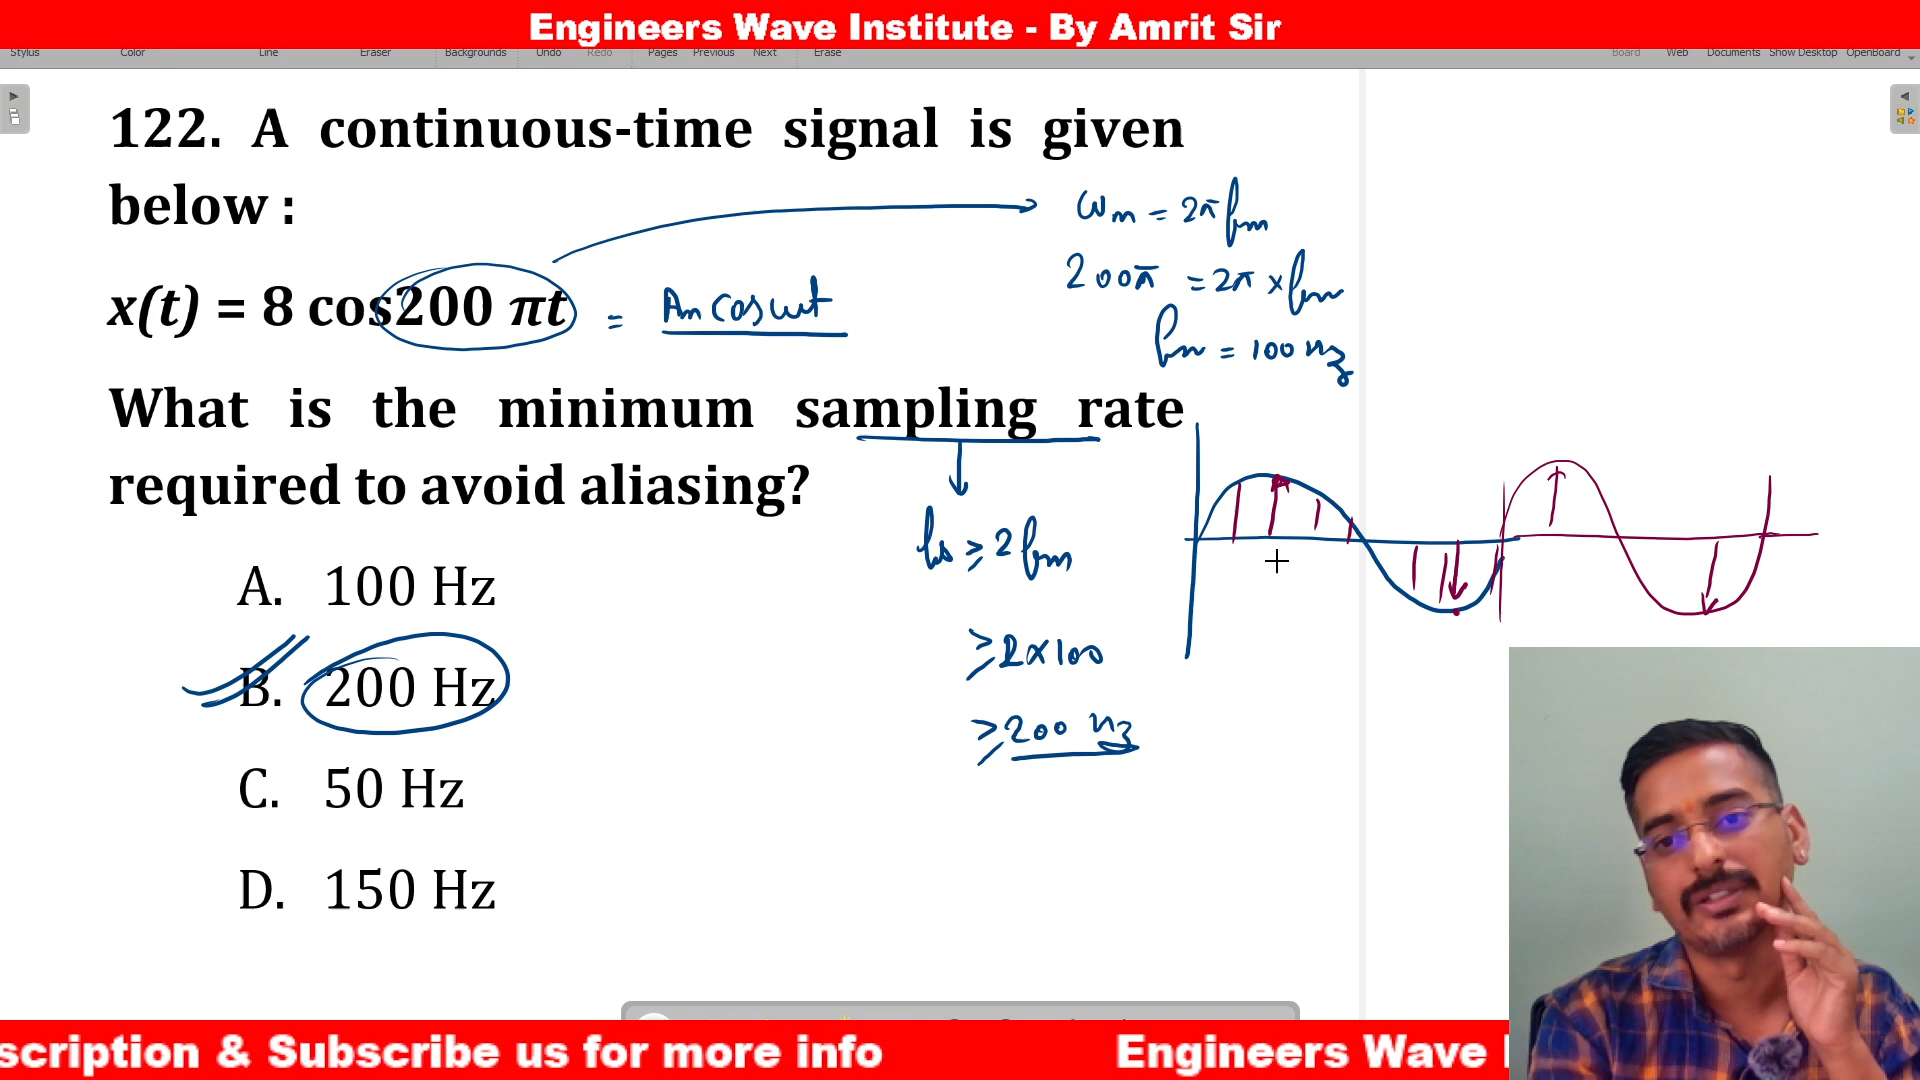 Engineers Wave Institute - By Amrit Sir
Stylus Color Line Eraser Backgrounds Undo Redo Pages Previous Next Erase Board Web Documents Show Desktop OpenBoard
122. A continuous-time signal is given
below :
ωm = 2π fm
200π = 2π × fm
fm = 100 Hz
x(t) = 8 cos200 πt = Am cos ωt
What is the minimum sampling rate
required to avoid aliasing?
fs ≥ 2 fm
≥ 2×100
≥ 200 Hz
A. 100 Hz
B. 200 Hz
C. 50 Hz
D. 150 Hz
scription & Subscribe us for more info Engineers Wave